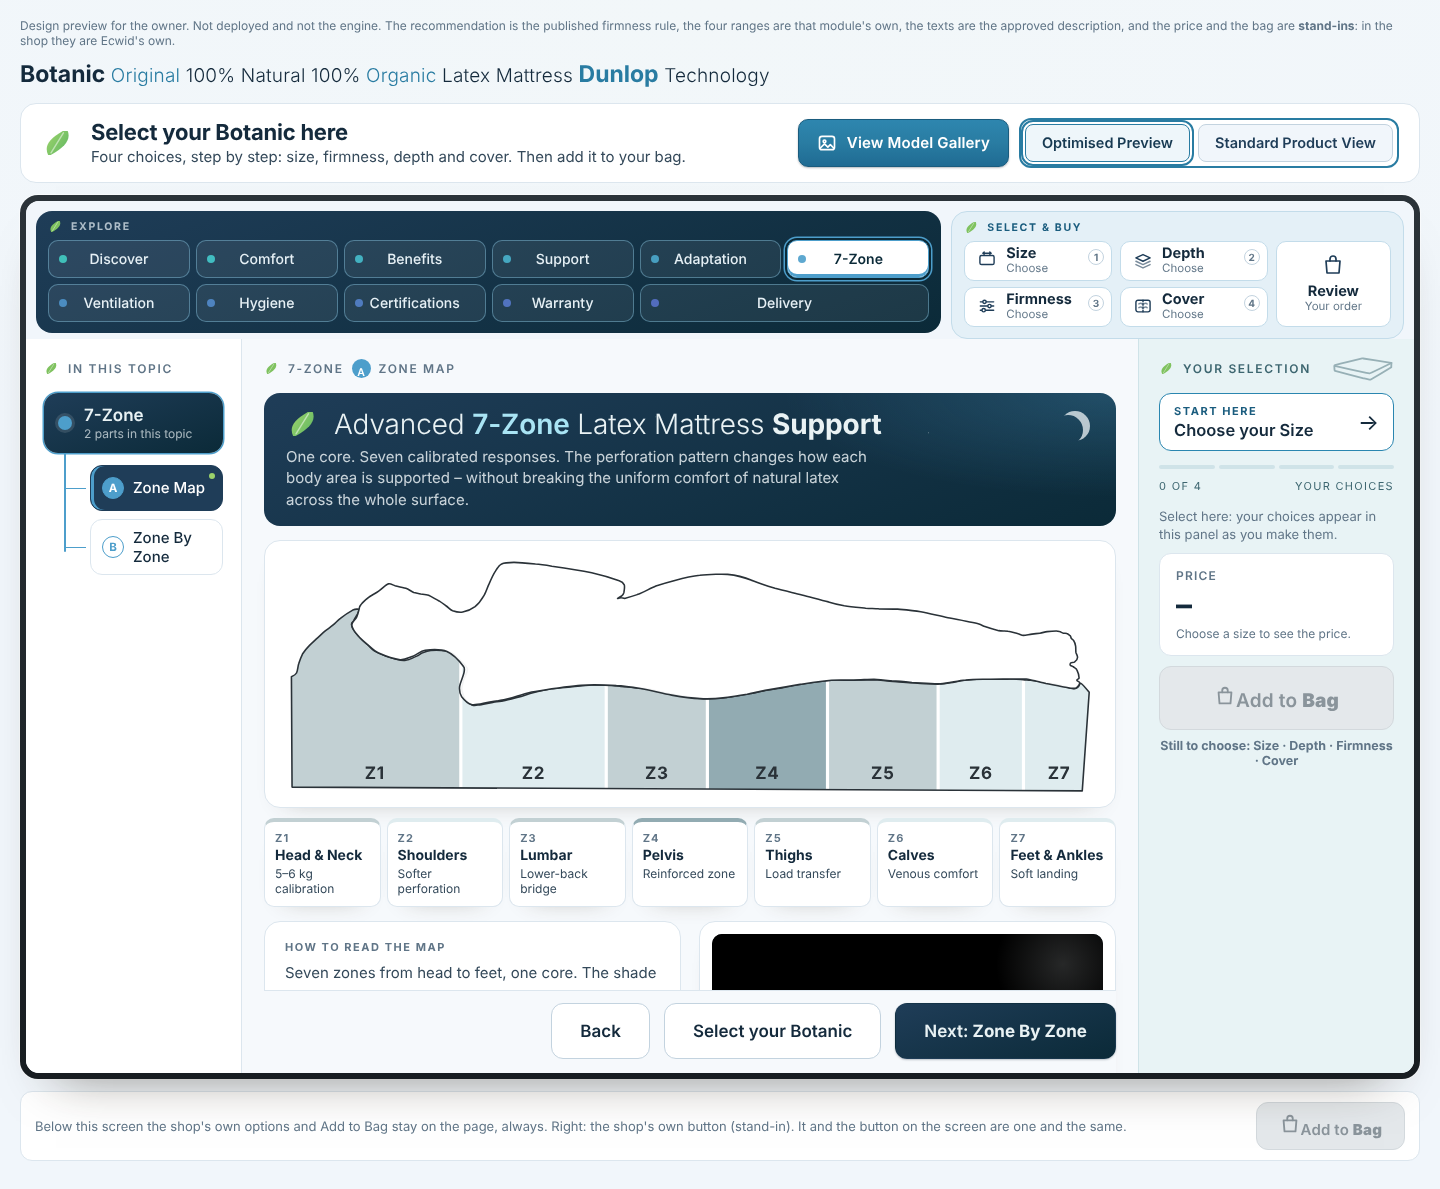 Design preview for the owner. Not deployed and not the engine. The recommendation is the published firmness rule, the four ranges are that module's own, the texts are the approved description, and the price and the bag are stand-ins: in the
shop they are Ecwid's own.
Botanic Original 100% Natural 100% Organic Latex Mattress Dunlop Technology
Select your Botanic here
Four choices, step by step: size, firmness, depth and cover. Then add it to your bag.
View Model Gallery
Optimised Preview
Standard Product View
EXPLORE
Discover
Comfort
Benefits
Support
Adaptation
7-Zone
Ventilation
Hygiene
Certifications
Warranty
Delivery
SELECT & BUY
Size
Choose
1
Depth
Choose
2
Firmness
Choose
3
Cover
Choose
4
Review
Your order
IN THIS TOPIC
7-Zone
2 parts in this topic
A
Zone Map
B
Zone By
Zone
7-ZONE A ZONE MAP
Advanced 7-Zone Latex Mattress Support
One core. Seven calibrated responses. The perforation pattern changes how each
body area is supported – without breaking the uniform comfort of natural latex
across the whole surface.
Z1
Z2
Z3
Z4
Z5
Z6
Z7
Z1
Head & Neck
5–6 kg
calibration
Z2
Shoulders
Softer
perforation
Z3
Lumbar
Lower-back
bridge
Z4
Pelvis
Reinforced zone
Z5
Thighs
Load transfer
Z6
Calves
Venous comfort
Z7
Feet & Ankles
Soft landing
HOW TO READ THE MAP
Seven zones from head to feet, one core. The shade
Back
Select your Botanic
Next: Zone By Zone
YOUR SELECTION
START HERE
Choose your Size
0 OF 4
YOUR CHOICES
Select here: your choices appear in
this panel as you make them.
PRICE
–
Choose a size to see the price.
Add to Bag
Still to choose: Size · Depth · Firmness
· Cover
Below this screen the shop's own options and Add to Bag stay on the page, always. Right: the shop's own button (stand-in). It and the button on the screen are one and the same.
Add to Bag